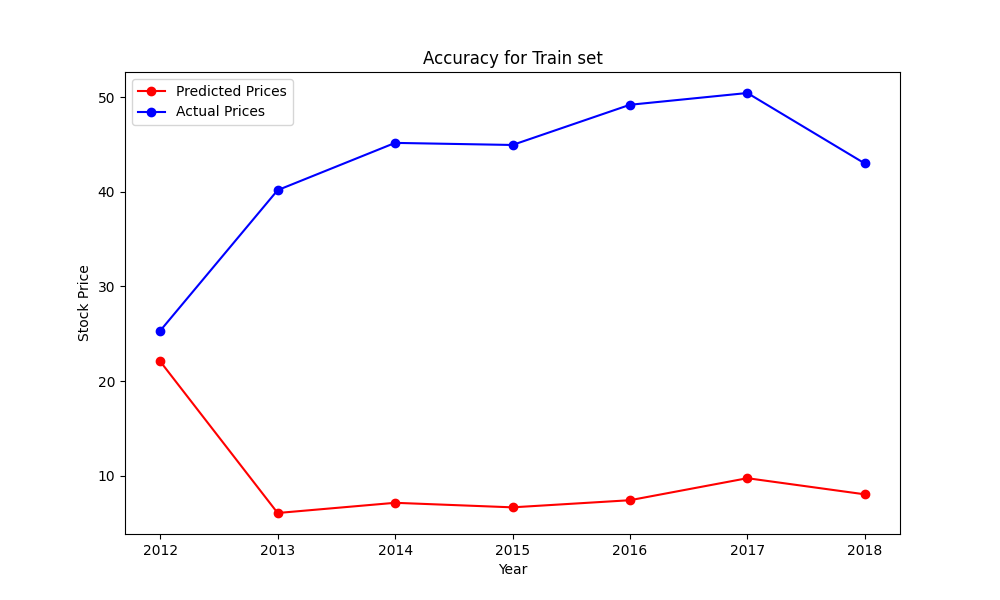 Accuracy for Train set
Predicted Prices
Actual Prices
50
40
30
20
10
Stock Price
2012 2013 2014 2015 2016 2017 2018
Year